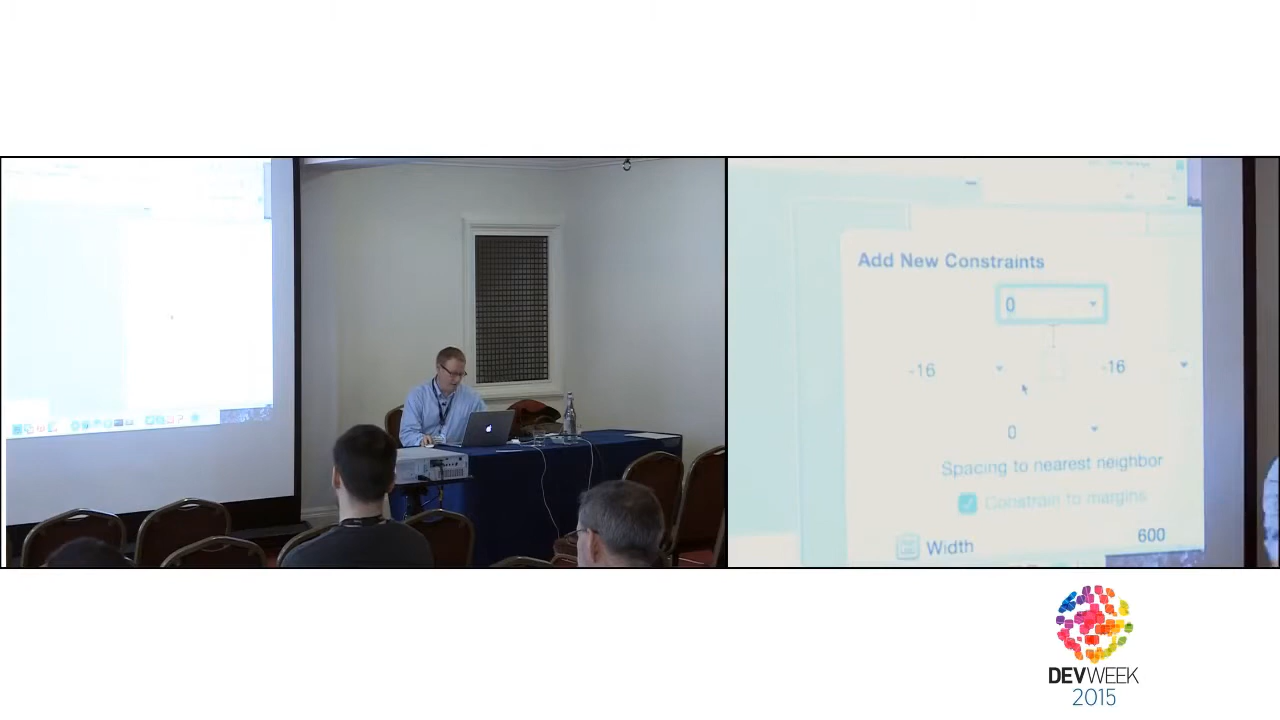 Add New Constraints
0
-16 -16
0
Spacing to nearest neighbor
Constrain to margins
Width 600
DEVWEEK
2015